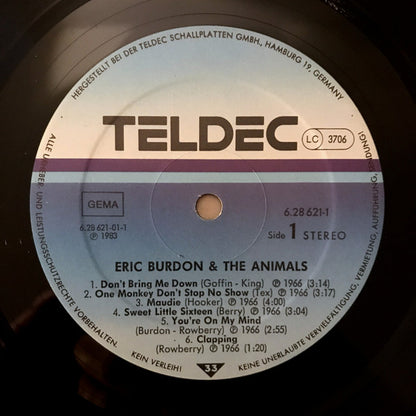 HERGESTELLT BEI DER TELDEC SCHALLPLATTEN GMBH, HAMBURG 19, GERMANY
TELDEC
LC 3706
GEMA
6.28 621-01-1
℗ 1983
6.28 621-1
Side 1 STEREO
ERIC BURDON & THE ANIMALS
1. Don't Bring Me Down (Goffin - King) ℗ 1966 (3:14)
2. One Monkey Don't Stop No Show (Tex) ℗ 1966 (3:17)
3. Maudie (Hooker) ℗ 1966 (4:00)
4. Sweet Little Sixteen (Berry) ℗ 1966 (3:04)
5. You're On My Mind
(Burdon - Rowberry) ℗ 1966 (2:55)
6. Clapping
(Rowberry) ℗ 1966 (1:20)
33
ALLE URHEBER- UND LEISTUNGSSCHUTZRECHTE VORBEHALTEN.
KEIN VERLEIH!
KEINE UNERLAUBTE VERVIELFÄLTIGUNG, VERMIETUNG, AUFFÜHRUNG, SENDUNG!